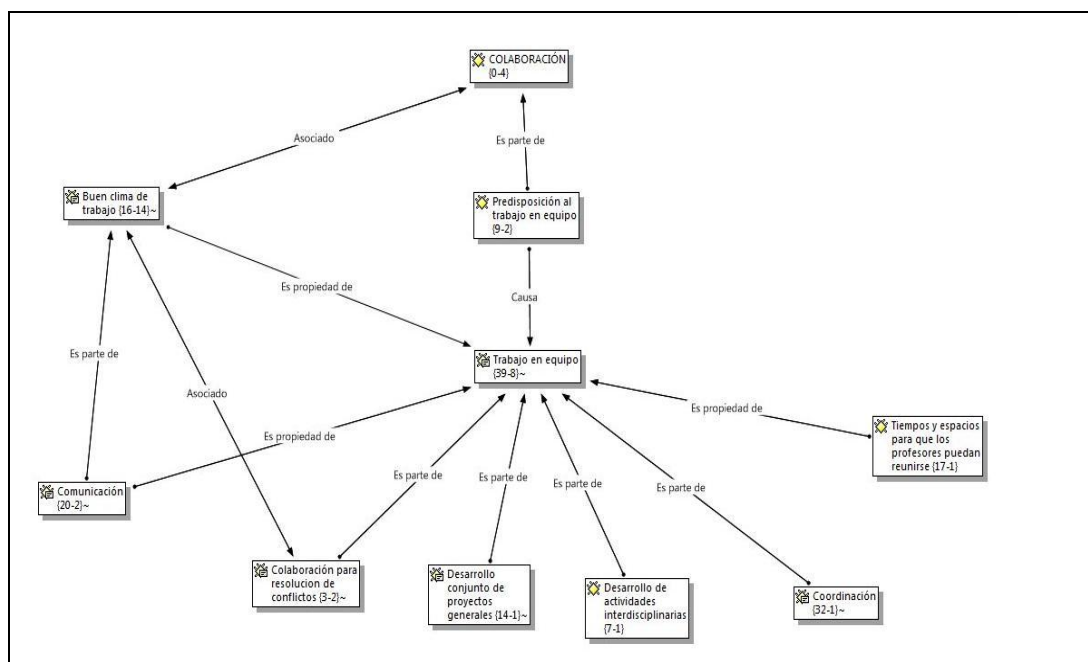 COLABORACIÓN
{0-4}
Asociado
Es parte de
Buen clima de
trabajo {16-14}~
Predisposición al
trabajo en equipo
{9-2}
Es propiedad de
Causa
Es parte de
Trabajo en equipo
{39-8}~
Asociado
Es propiedad de
Es propiedad de
Tiempos y espacios
para que los
profesores puedan
reunirse {17-1}
Es parte de
Es parte de
Es parte de
Es parte de
Comunicación
{20-2}~
Colaboración para
resolucion de
conflictos {3-2}~
Desarrollo
conjunto de
proyectos
generales {14-1}~
Desarrollo de
actividades
interdisciplinarias
{7-1}
Coordinación
{32-1}~